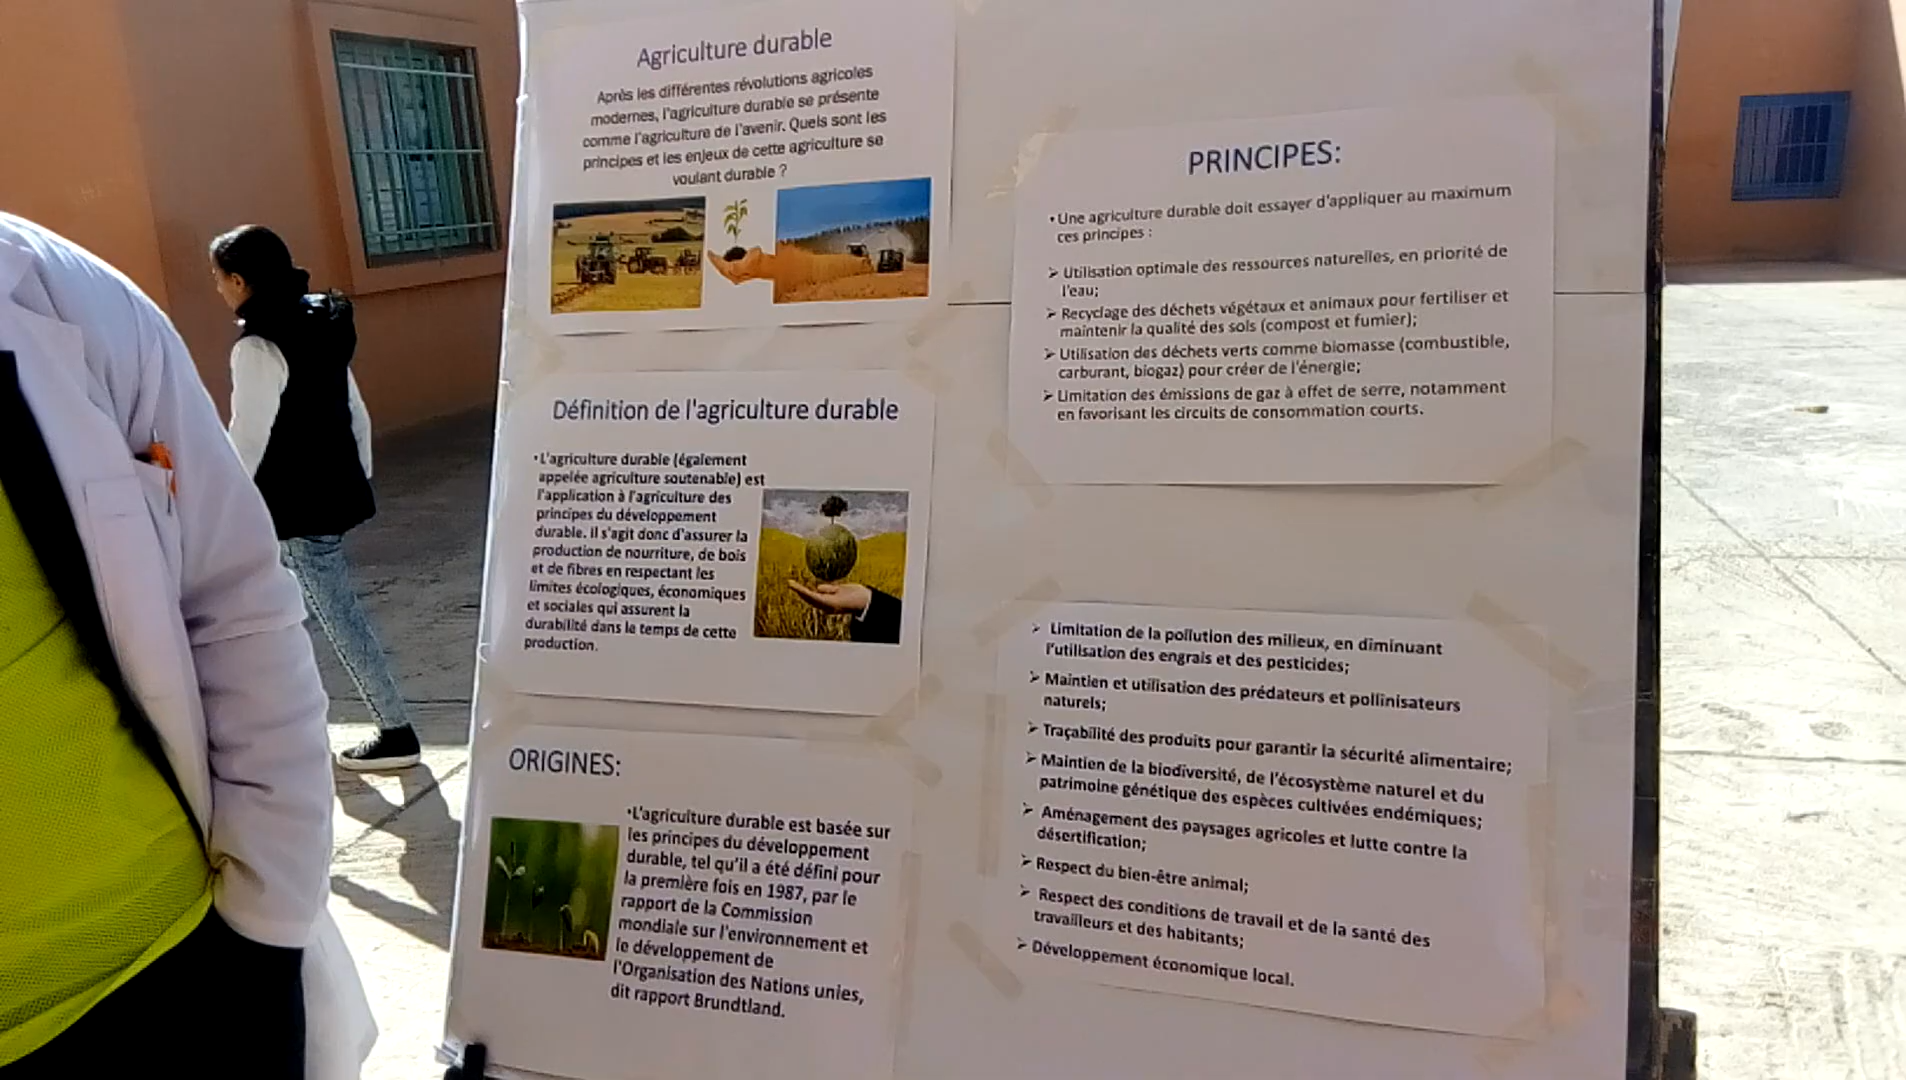 Agriculture durable
Après les différentes révolutions agricoles
modernes, l'agriculture durable se présente
comme l'agriculture de l'avenir. Quels sont les
principes et les enjeux de cette agriculture se
voulant durable ?
Définition de l'agriculture durable
•L'agriculture durable (également
appelée agriculture soutenable) est
l'application à l'agriculture des
principes du développement
durable. Il s'agit donc d'assurer la
production de nourriture, de bois
et de fibres en respectant les
limites écologiques, économiques
et sociales qui assurent la
durabilité dans le temps de cette
production.
ORIGINES:
•L'agriculture durable est basée sur
les principes du développement
durable, tel qu'il a été défini pour
la première fois en 1987, par le
rapport de la Commission
mondiale sur l'environnement et
le développement de
l'Organisation des Nations unies,
dit rapport Brundtland.
PRINCIPES:
•Une agriculture durable doit essayer d'appliquer au maximum
ces principes :
➢ Utilisation optimale des ressources naturelles, en priorité de
l'eau;
➢ Recyclage des déchets végétaux et animaux pour fertiliser et
maintenir la qualité des sols (compost et fumier);
➢ Utilisation des déchets verts comme biomasse (combustible,
carburant, biogaz) pour créer de l'énergie;
➢ Limitation des émissions de gaz à effet de serre, notamment
en favorisant les circuits de consommation courts.
➢ Limitation de la pollution des milieux, en diminuant
l'utilisation des engrais et des pesticides;
➢ Maintien et utilisation des prédateurs et pollinisateurs
naturels;
➢ Traçabilité des produits pour garantir la sécurité alimentaire;
➢ Maintien de la biodiversité, de l'écosystème naturel et du
patrimoine génétique des espèces cultivées endémiques;
➢ Aménagement des paysages agricoles et lutte contre la
désertification;
➢ Respect du bien-être animal;
➢ Respect des conditions de travail et de la santé des
travailleurs et des habitants;
➢ Développement économique local.